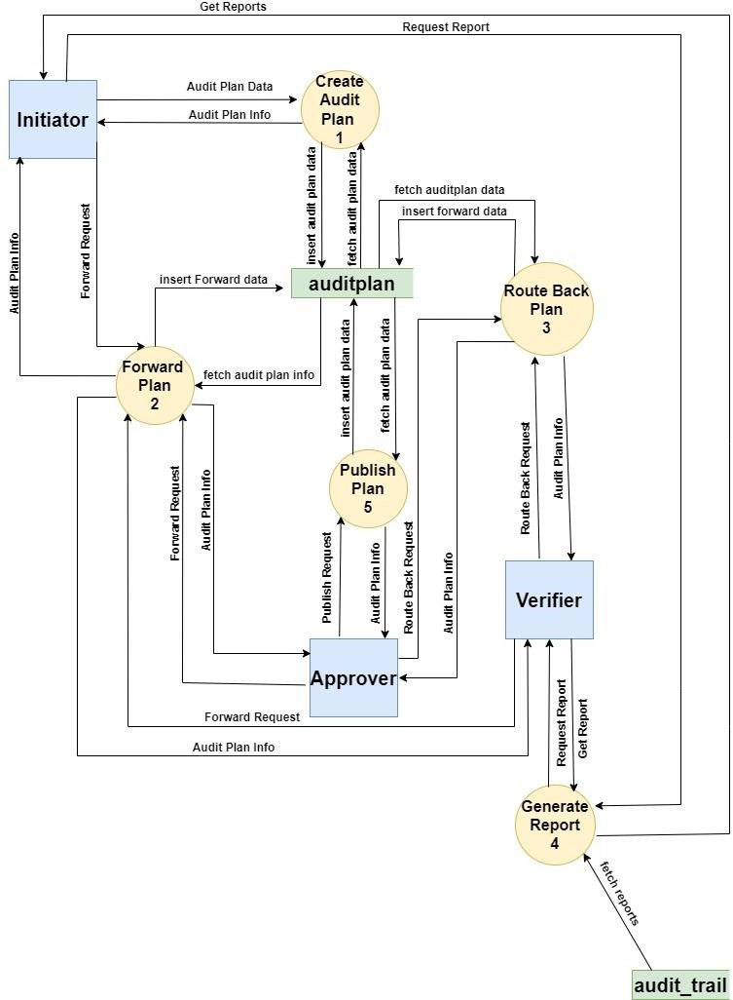 Get Reports
Request Report
Audit Plan Data
Create
Audit
Plan
1
Initiator
Audit Plan Info
insert audit plan data
fetch audit plan data
fetch auditplan data
insert forward data
Audit Plan Info
Forward Request
insert Forward data
auditplan
Route Back
Plan
3
Forward
Plan
2
fetch audit plan info
insert audit plan data
fetch audit plan data
Publish
Plan
5
Forward Request
Audit Plan Info
Route Back Request
Audit Plan Info
Publish Request
Audit Plan Info
Route Back Request
Audit Plan Info
Verifier
Approver
Forward Request
Audit Plan Info
Request Report
Get Report
Generate
Report
4
fetch reports
audit_trail